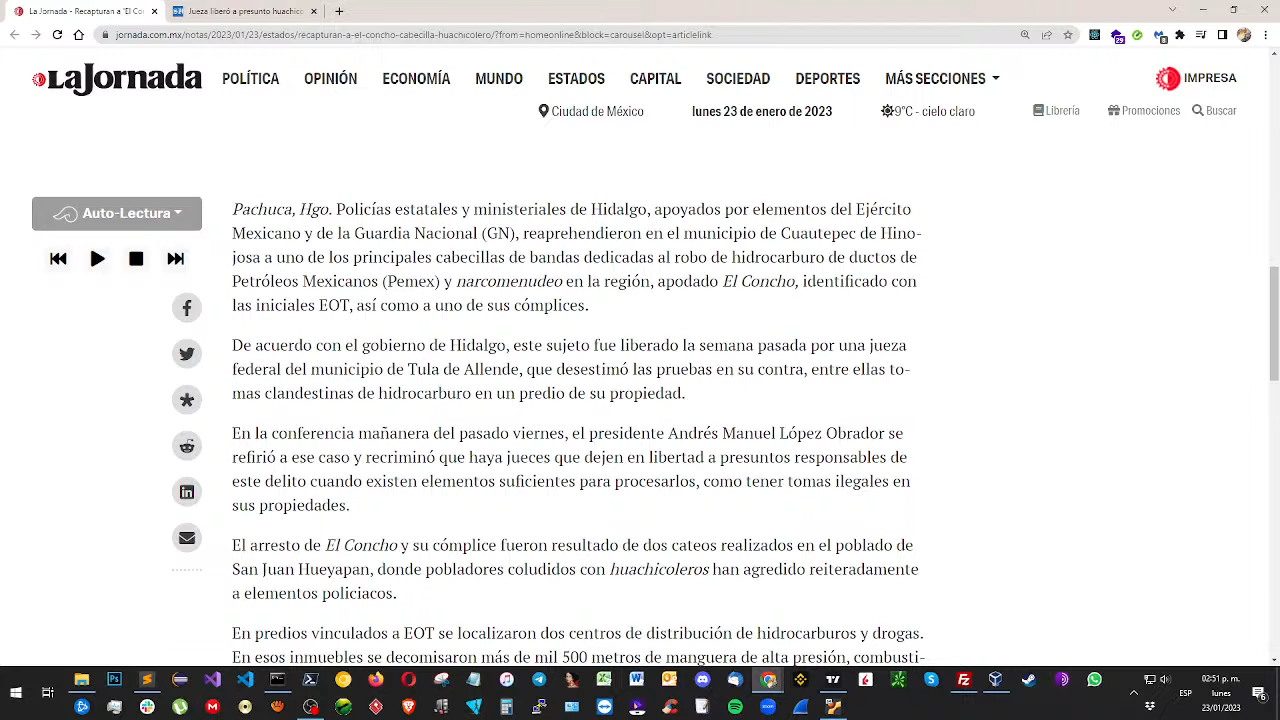 La Jornada - Recapturan a "El Co
Jueza liberó a presunto huachico
jornada.com.mx/notas/2023/01/23/estados/recapturan-a-el-concho-cabecilla-huachicolero/?from=homeonline&block=carousel&opt=articlelink
La Jornada
POLÍTICA OPINIÓN ECONOMÍA MUNDO ESTADOS CAPITAL SOCIEDAD DEPORTES MÁS SECCIONES
IMPRESA
Ciudad de México lunes 23 de enero de 2023 9°C - cielo claro Librería Promociones Buscar
Auto-Lectura
Pachuca, Hgo. Policías estatales y ministeriales de Hidalgo, apoyados por elementos del Ejército
Mexicano y de la Guardia Nacional (GN), reaprehendieron en el municipio de Cuautepec de Hino-
josa a uno de los principales cabecillas de bandas dedicadas al robo de hidrocarburo de ductos de
Petróleos Mexicanos (Pemex) y narcomenudeo en la región, apodado El Concho, identificado con
las iniciales EOT, así como a uno de sus cómplices.
De acuerdo con el gobierno de Hidalgo, este sujeto fue liberado la semana pasada por una jueza
federal del municipio de Tula de Allende, que desestimó las pruebas en su contra, entre ellas to-
mas clandestinas de hidrocarburo en un predio de su propiedad.
En la conferencia mañanera del pasado viernes, el presidente Andrés Manuel López Obrador se
refirió a ese caso y recriminó que haya jueces que dejen en libertad a presuntos responsables de
este delito cuando existen elementos suficientes para procesarlos, como tener tomas ilegales en
sus propiedades.
El arresto de El Concho y su cómplice fueron resultado de dos cateos realizados en el poblado de
San Juan Hueyapan, donde pobladores coludidos con huachicoleros han agredido reiteradamente
a elementos policiacos.
En predios vinculados a EOT se localizaron dos centros de distribución de hidrocarburos y drogas.
En esos inmuebles se decomisaron más de mil 500 metros de manguera de alta presión, combusti-
02:51 p. m.
ESP lunes
23/01/2023